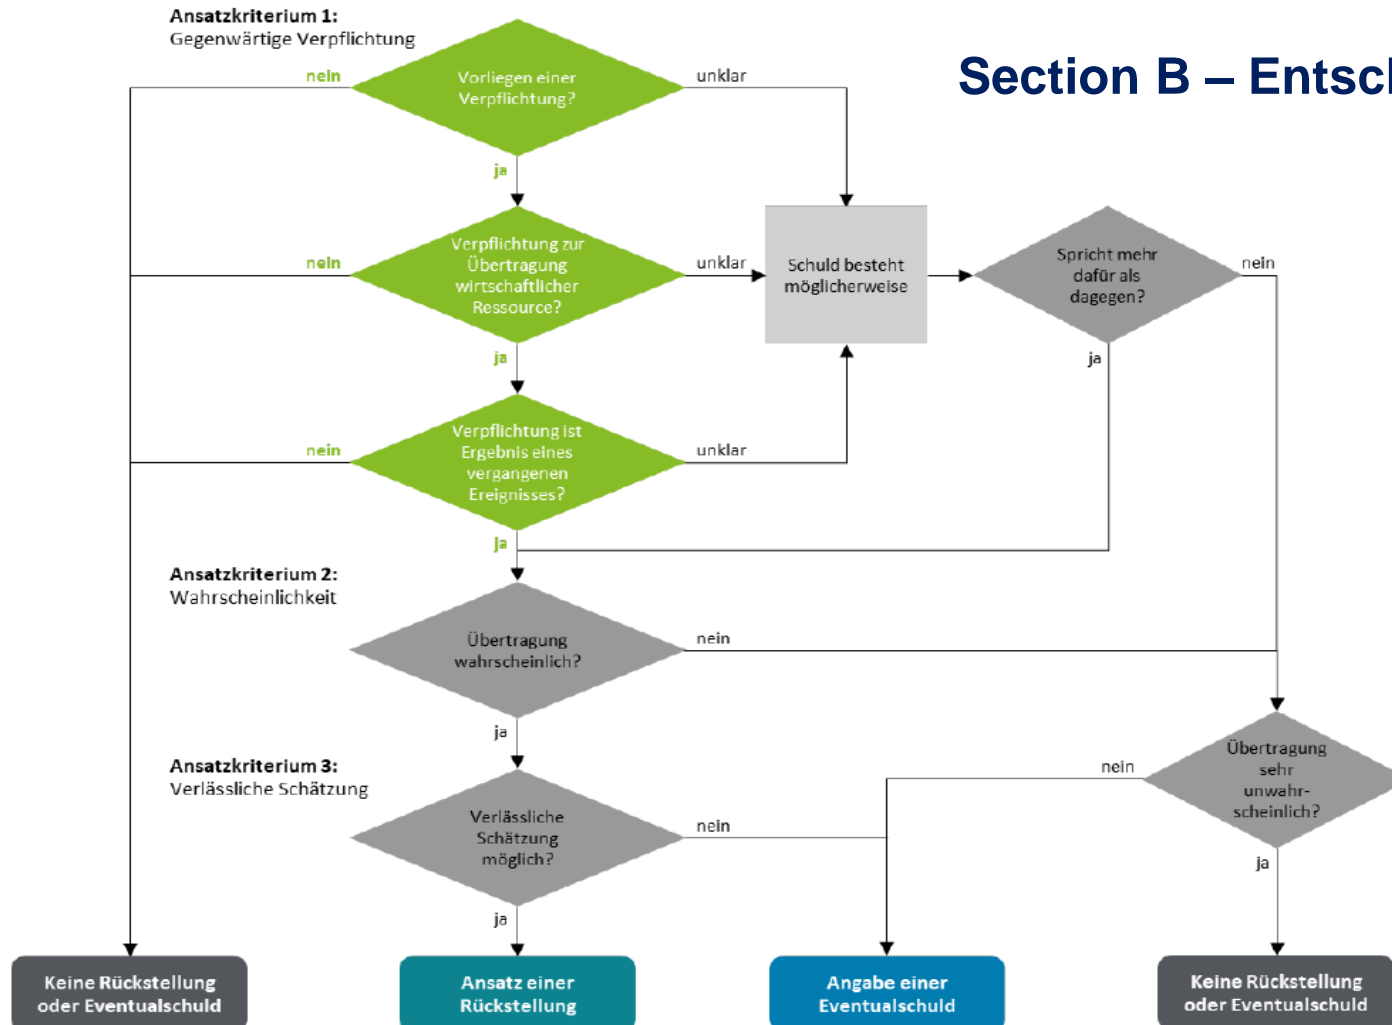 Ansatzkriterium 1:
Gegenwärtige Verpflichtung
Section B – Entscl
nein
Vorliegen einer
Verpflichtung?
unklar
ja
nein
Verpflichtung zur
Übertragung
wirtschaftlicher
Ressource?
unklar
Schuld besteht
möglicherweise
Spricht mehr
dafür als
dagegen?
nein
ja
ja
nein
Verpflichtung ist
Ergebnis eines
vergangenen
Ereignisses?
unklar
ja
Ansatzkriterium 2:
Wahrscheinlichkeit
Übertragung
wahrscheinlich?
nein
ja
Ansatzkriterium 3:
Verlässliche Schätzung
Verlässliche
Schätzung
möglich?
nein
nein
Übertragung
sehr
unwahr-
scheinlich?
ja
ja
Keine Rückstellung
oder Eventualschuld
Ansatz einer
Rückstellung
Angabe einer
Eventualschuld
Keine Rückstellung
oder Eventualschuld